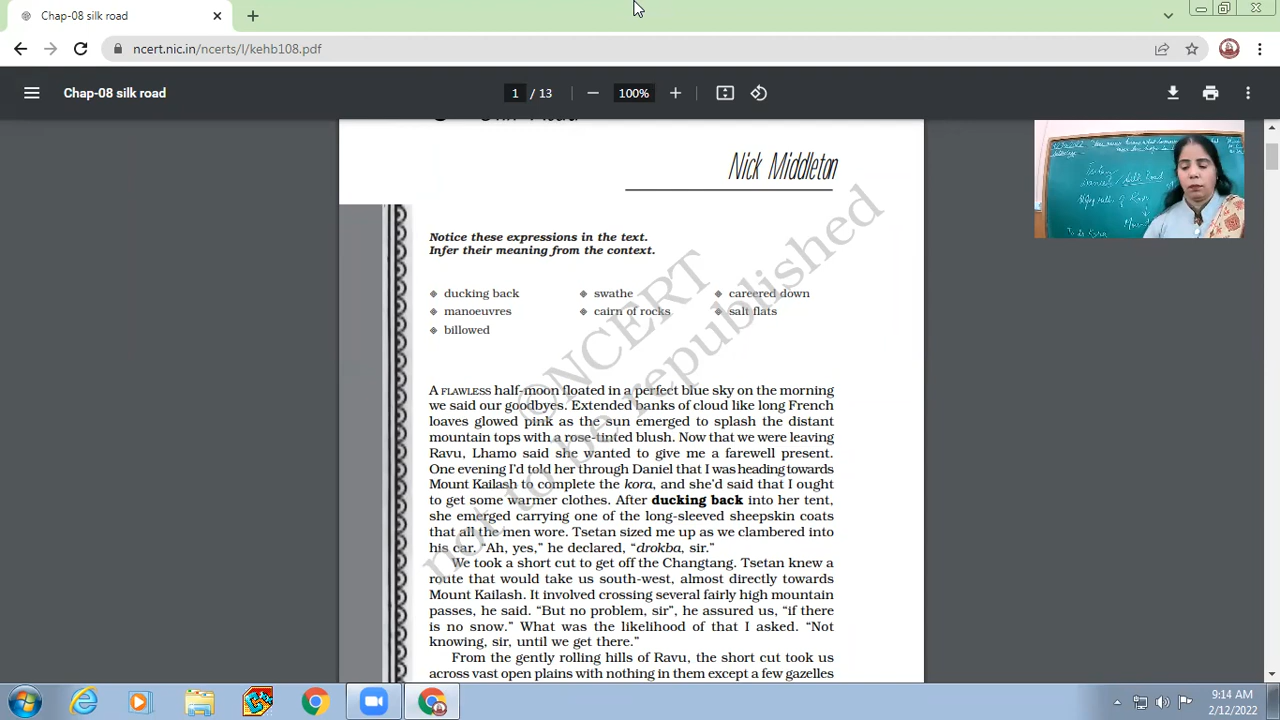 Chap-08 silk road
ncert.nic.in/ncerts/l/kehb108.pdf
Chap-08 silk road
1 / 13
100%
Nick Middleton
Notice these expressions in the text.
Infer their meaning from the context.
ducking back
swathe
careered down
manoeuvres
cairn of rocks
salt flats
billowed
A FLAWLESS half-moon floated in a perfect blue sky on the morning
we said our goodbyes. Extended banks of cloud like long French
loaves glowed pink as the sun emerged to splash the distant
mountain tops with a rose-tinted blush. Now that we were leaving
Ravu, Lhamo said she wanted to give me a farewell present.
One evening I'd told her through Daniel that I was heading towards
Mount Kailash to complete the kora, and she'd said that I ought
to get some warmer clothes. After ducking back into her tent,
she emerged carrying one of the long-sleeved sheepskin coats
that all the men wore. Tsetan sized me up as we clambered into
his car. “Ah, yes,” he declared, “drokba, sir.”
We took a short cut to get off the Changtang. Tsetan knew a
route that would take us south-west, almost directly towards
Mount Kailash. It involved crossing several fairly high mountain
passes, he said. “But no problem, sir”, he assured us, “if there
is no snow.” What was the likelihood of that I asked. “Not
knowing, sir, until we get there.”
From the gently rolling hills of Ravu, the short cut took us
across vast open plains with nothing in them except a few gazelles
©NCERT
not to be republished
Daniel
Silk Road
9:14 AM
2/12/2022